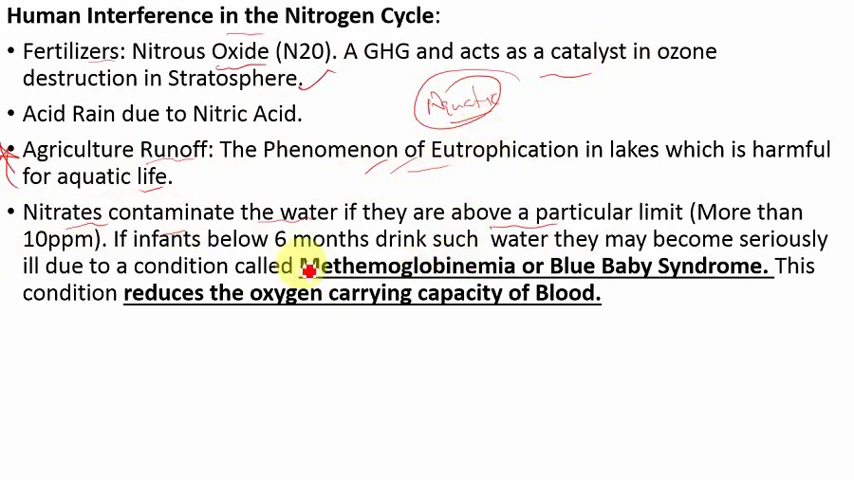 Human Interference in the Nitrogen Cycle:
• Fertilizers: Nitrous Oxide (N20). A GHG and acts as a catalyst in ozone
destruction in Stratosphere.
Aquatic
• Acid Rain due to Nitric Acid.
• Agriculture Runoff: The Phenomenon of Eutrophication in lakes which is harmful
for aquatic life.
• Nitrates contaminate the water if they are above a particular limit (More than
10ppm). If infants below 6 months drink such water they may become seriously
ill due to a condition called Methemoglobinemia or Blue Baby Syndrome. This
condition reduces the oxygen carrying capacity of Blood.